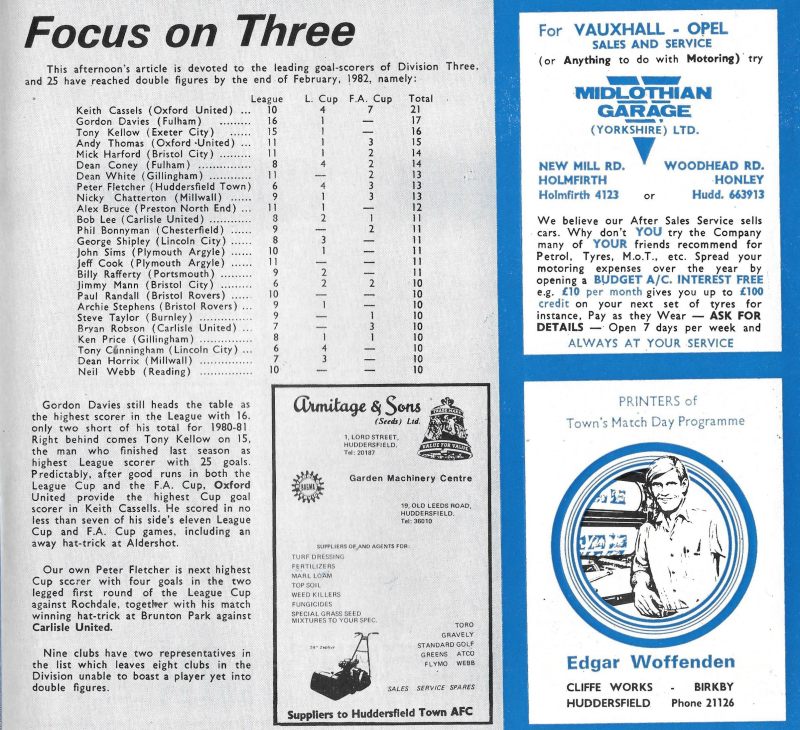 Focus on Three
This afternoon's article is devoted to the leading goal-scorers of Division Three,
and 25 have reached double figures by the end of February, 1982, namely:
League L. Cup F.A. Cup Total
Keith Cassels (Oxford United) ... 10 4 7 21
Gordon Davies (Fulham) ......... 16 1 — 17
Tony Kellow (Exeter City) ...... 15 1 — 16
Andy Thomas (Oxford United) ... 11 1 3 15
Mick Harford (Bristol City) ......... 11 1 2 14
Dean Coney (Fulham) ............... 8 4 2 14
Dean White (Gillingham) ............ 11 — 2 13
Peter Fletcher (Huddersfield Town) 6 4 3 13
Nicky Chatterton (Millwall) ...... 9 1 3 13
Alex Bruce (Preston North End) ... 11 1 — 12
Bob Lee (Carlisle United) ............ 8 2 1 11
Phil Bonnyman (Chesterfield) ...... 9 — 2 11
George Shipley (Lincoln City) ...... 8 3 — 11
John Sims (Plymouth Argyle) ...... 10 1 — 11
Jeff Cook (Plymouth Argyle) ...... 11 — — 11
Billy Rafferty (Portsmouth) ......... 9 2 — 11
Jimmy Mann (Bristol City) ......... 6 2 2 10
Paul Randall (Bristol Rovers) ...... 10 — — 10
Archie Stephens (Bristol Rovers) ... 9 1 — 10
Steve Taylor (Burnley) ............... 9 — 1 10
Bryan Robson (Carlisle United) ... 7 — 3 10
Ken Price (Gillingham) ............... 8 1 1 10
Tony Cunningham (Lincoln City) ... 6 4 — 10
Dean Horrix (Millwall) ............... 7 3 — 10
Neil Webb (Reading) .................. 10 — — 10
Gordon Davies still heads the table as
the highest scorer in the League with 16,
only two short of his total for 1980-81.
Right behind comes Tony Kellow on 15,
the man who finished last season as
highest League scorer with 25 goals.
Predictably, after good runs in both the
League Cup and the F.A. Cup, Oxford
United provide the highest Cup goal
scorer in Keith Cassells. He scored in no
less than seven of his side's eleven League
Cup and F.A. Cup games, including an
away hat-trick at Aldershot.
Our own Peter Fletcher is next highest
Cup scorer with four goals in the two
legged first round of the League Cup
against Rochdale, together with his match
winning hat-trick at Brunton Park against
Carlisle United.
Nine clubs have two representatives in
the list which leaves eight clubs in the
Division unable to boast a player yet into
double figures.
Armitage & Sons
(Seeds) Ltd.
VALUE FOR VALUE
1, LORD STREET,
HUDDERSFIELD.
Tel: 20187
Garden Machinery Centre
BAGMA
19, OLD LEEDS ROAD,
HUDDERSFIELD.
Tel: 36010
SUPPLIERS OF AND AGENTS FOR:
TURF DRESSING
FERTILIZERS
MARL LOAM
TOP SOIL
WEED KILLERS
FUNGICIDES
SPECIAL GRASS SEED
MIXTURES TO YOUR SPEC.
TORO
GRAVELY
STANDARD GOLF
GREENS ATCO
FLYMO WEBB
SALES SERVICE SPARES
Suppliers to Huddersfield Town AFC
For VAUXHALL - OPEL
SALES AND SERVICE
(or Anything to do with Motoring) try
MIDLOTHIAN
GARAGE
(YORKSHIRE) LTD.
NEW MILL RD. WOODHEAD RD.
HOLMFIRTH HONLEY
Holmfirth 4123 or Hudd. 663913
We believe our After Sales Service sells
cars. Why don't YOU try the Company
many of YOUR friends recommend for
Petrol, Tyres, M.o.T., etc. Spread your
motoring expenses over the year by
opening a BUDGET A/C. INTEREST FREE
e.g. £10 per month gives you up to £100
credit on your next set of tyres for
instance, Pay as they Wear — ASK FOR
DETAILS — Open 7 days per week and
ALWAYS AT YOUR SERVICE
PRINTERS of
Town's Match Day Programme
Edgar Woffenden
CLIFFE WORKS - BIRKBY
HUDDERSFIELD Phone 21126